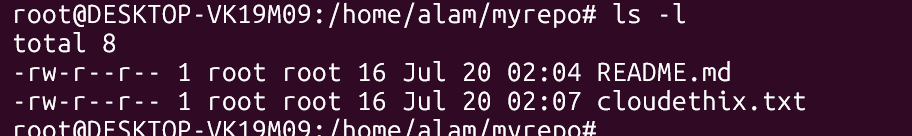 root@DESKTOP-VK19M09:/home/alam/myrepo# ls -l
total 8
-rw-r--r-- 1 root root 16 Jul 20 02:04 README.md
-rw-r--r-- 1 root root 16 Jul 20 02:07 cloudethix.txt
root@DESKTOP-VK19M09:/home/alam/myrepo#